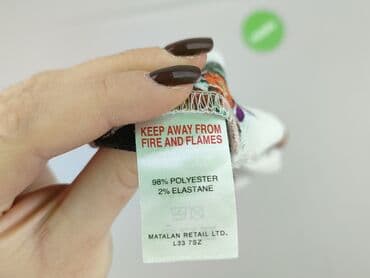 KEEP AWAY FROM
FIRE AND FLAMES
98% POLYESTER
2% ELASTANE
MATALAN RETAIL LTD.
L33 7SZ